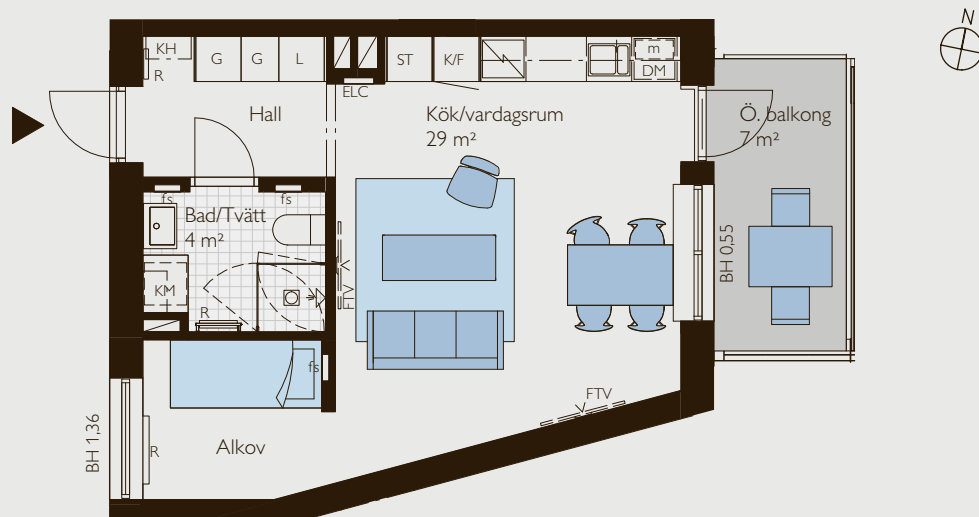 N
KH
R
G
G
L
ST
K/F
m
DM
ELC
Hall
Kök/vardagsrum
29 m²
Ö. balkong
7 m²
fs
fs
Bad/Tvätt
4 m²
BH 0,55
KM
FTV
R
fs
FTV
BH 1,36
R
Alkov